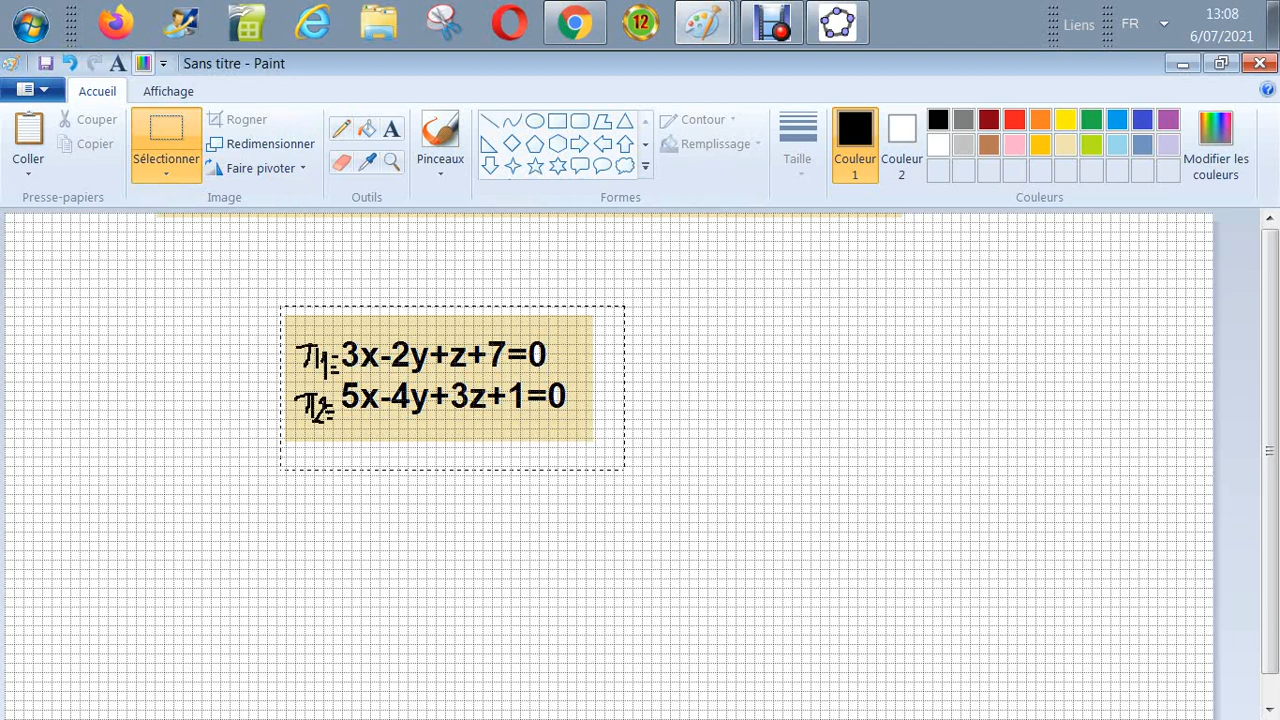 12
Liens
FR
13:08
6/07/2021
Sans titre - Paint
Accueil
Affichage
Coller
Couper
Copier
Presse-papiers
Sélectionner
Rogner
Redimensionner
Faire pivoter
Image
Outils
Pinceaux
Contour
Remplissage
Formes
Taille
Couleur
1
Couleur
2
Modifier les
couleurs
Couleurs
π1= 3x-2y+z+7=0
π2= 5x-4y+3z+1=0